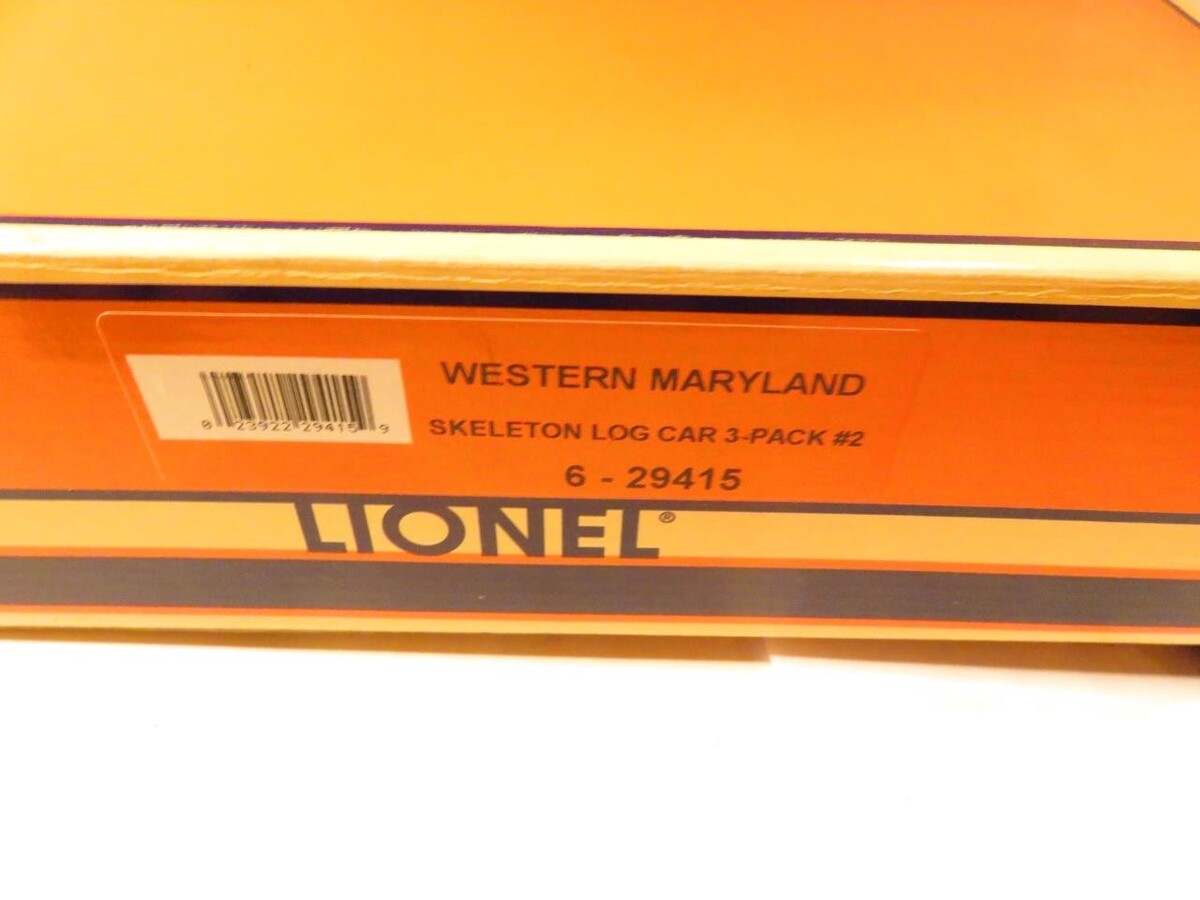 WESTERN MARYLAND
SKELETON LOG CAR 3-PACK #2
6 - 29415
0 23922 29415 9
LIONEL®